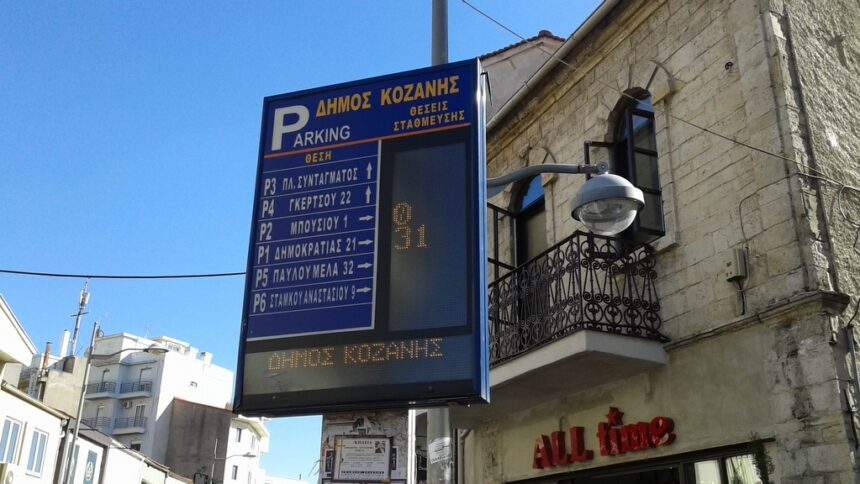 PARKING
ΔΗΜΟΣ ΚΟΖΑΝΗΣ
ΘΕΣΕΙΣ
ΣΤΑΘΜΕΥΣΗΣ
ΘΕΣΗ
P3 ΠΛ. ΣΥΝΤΑΓΜΑΤΟΣ ↑
P4 ΓΚΕΡΤΣΟΥ 22 ↑
P2 ΜΠΟΥΣΙΟΥ 1 → 0
P1 ΔΗΜΟΚΡΑΤΙΑΣ 21 → 31
P5 ΠΑΥΛΟΥ ΜΕΛΑ 32 →
P6 ΣΤΑΜΚΟΥ ΑΝΑΣΤΑΣΙΟΥ 9 →
ΔΗΜΟΣ ΚΟΖΑΝΗΣ
ALL time